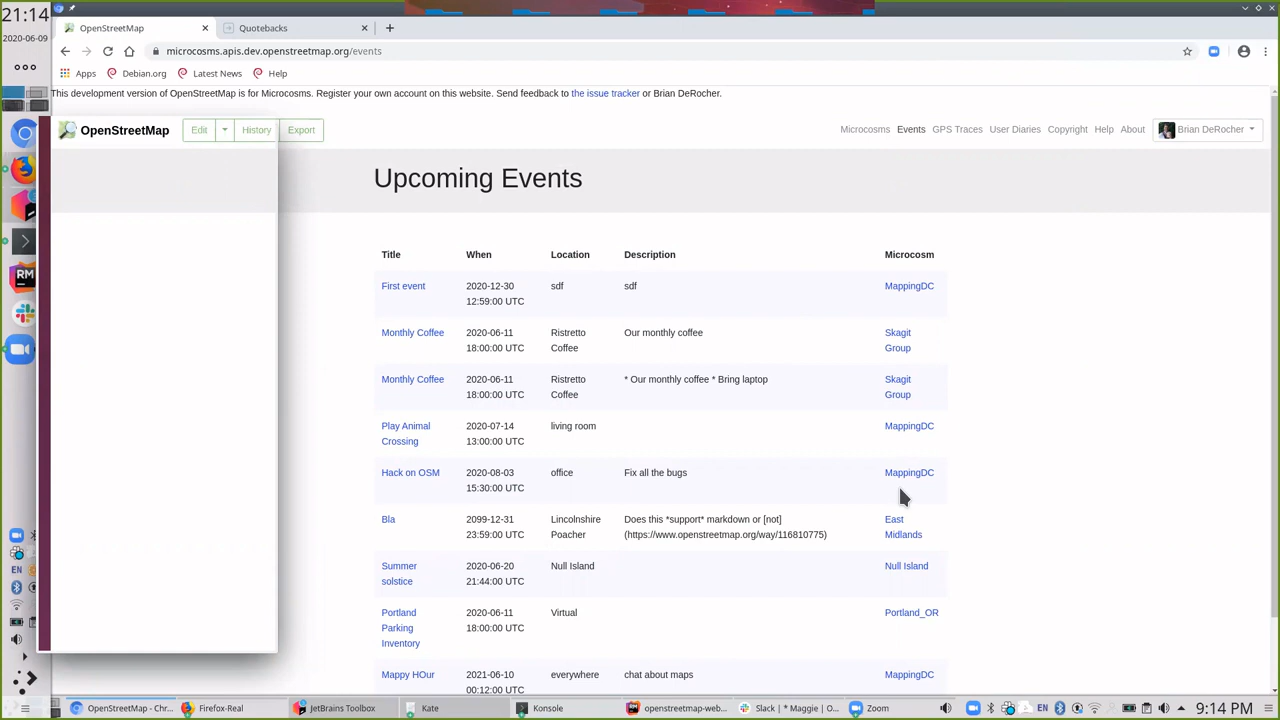 21:14
2020-06-09
OpenStreetMap
Quotebacks
microcosms.apis.dev.openstreetmap.org/events
Apps Debian.org Latest News Help
This development version of OpenStreetMap is for Microcosms. Register your own account on this website. Send feedback to the issue tracker or Brian DeRocher.
OpenStreetMap Edit History Export Microcosms Events GPS Traces User Diaries Copyright Help About Brian DeRocher
Upcoming Events
Title When Location Description Microcosm
First event 2020-12-30 sdf sdf MappingDC
12:59:00 UTC
Monthly Coffee 2020-06-11 Ristretto Our monthly coffee Skagit
18:00:00 UTC Coffee Group
Monthly Coffee 2020-06-11 Ristretto * Our monthly coffee * Bring laptop Skagit
18:00:00 UTC Coffee Group
Play Animal 2020-07-14 living room MappingDC
Crossing 13:00:00 UTC
Hack on OSM 2020-08-03 office Fix all the bugs MappingDC
15:30:00 UTC
Bla 2099-12-31 Lincolnshire Does this *support* markdown or [not] East
23:59:00 UTC Poacher (https://www.openstreetmap.org/way/116810775) Midlands
Summer 2020-06-20 Null Island Null Island
solstice 21:44:00 UTC
Portland 2020-06-11 Virtual Portland_OR
Parking 18:00:00 UTC
Inventory
Mappy HOur 2021-06-10 everywhere chat about maps MappingDC
00:12:00 UTC
RM
EN
OpenStreetMap - Chr... Firefox-Real JetBrains Toolbox Kate Konsole openstreetmap-web... Slack | * Maggie | O... Zoom EN 9:14 PM